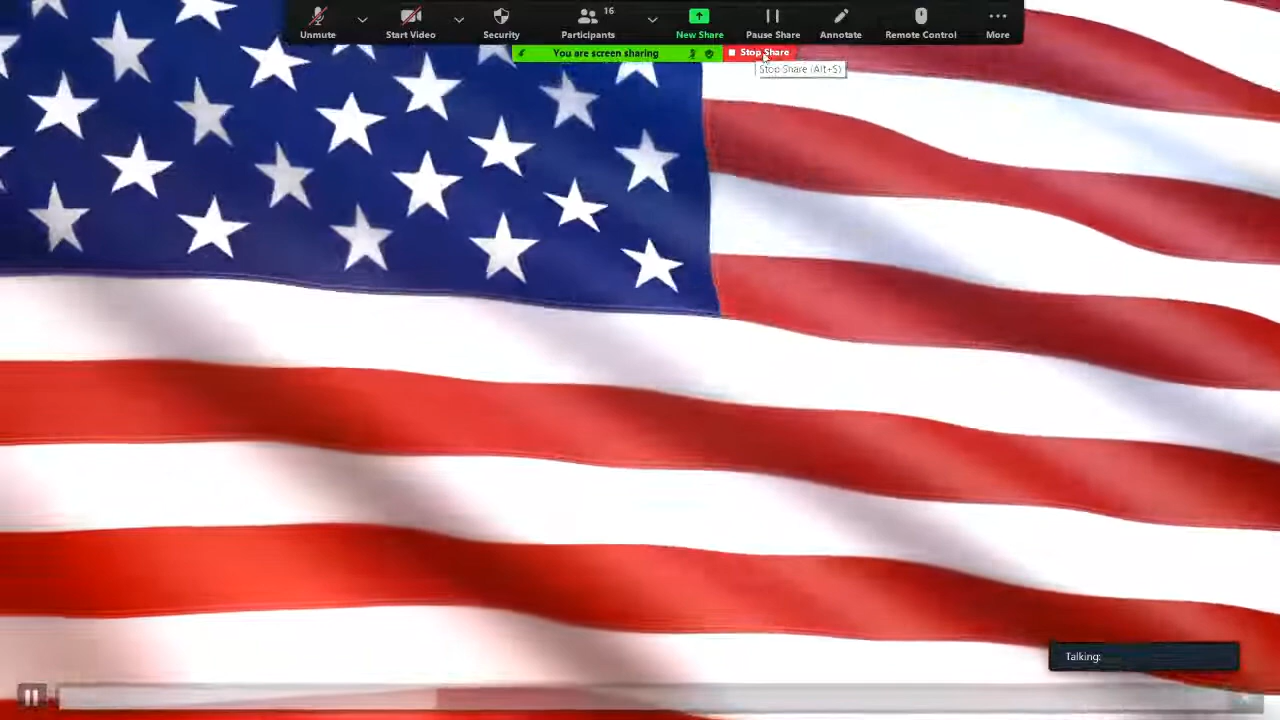 16
Unmute Start Video Security Participants New Share Pause Share Annotate Remote Control More
You are screen sharing Stop Share
Stop Share (Alt+S)
Talking: